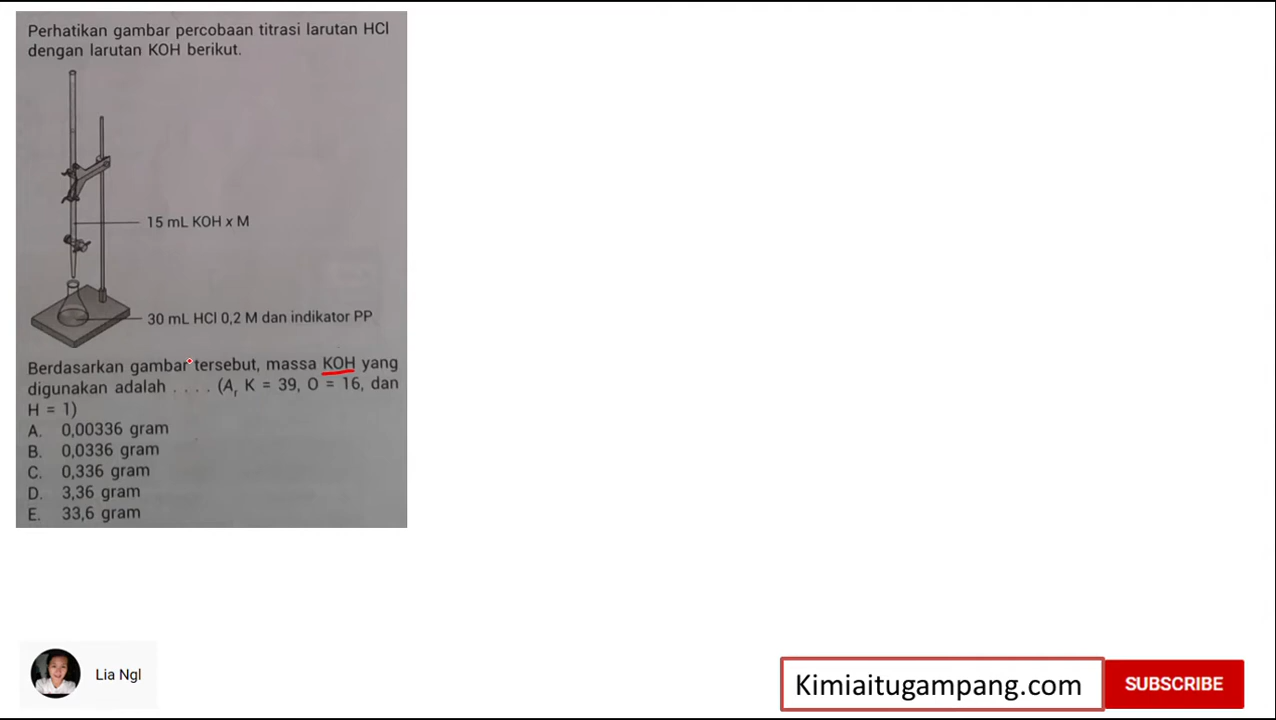 Perhatikan gambar percobaan titrasi larutan HCl
dengan larutan KOH berikut.
15 mL KOH x M
30 mL HCl 0,2 M dan indikator PP
Berdasarkan gambar tersebut, massa KOH yang
digunakan adalah . . . . (Ar K = 39, O = 16, dan
H = 1)
A. 0,00336 gram
B. 0,0336 gram
C. 0,336 gram
D. 3,36 gram
E. 33,6 gram
Lia Ngl
Kimiaitugampang.com
SUBSCRIBE